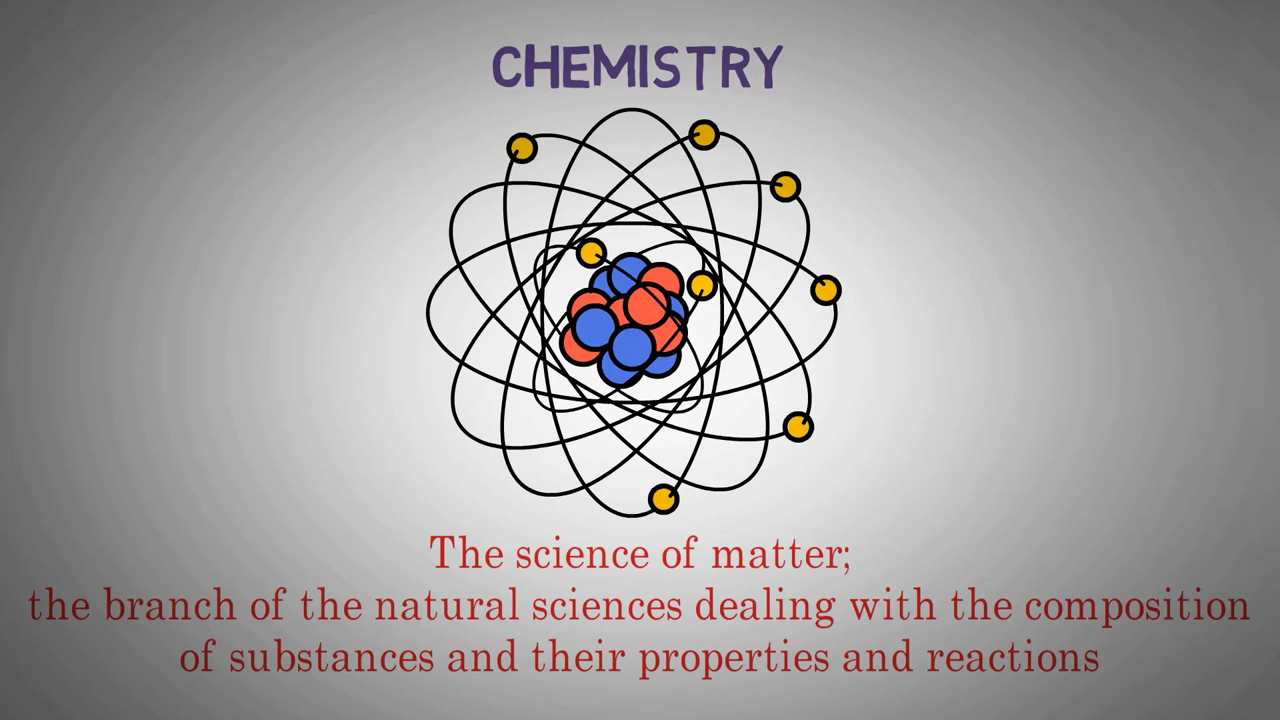 CHEMISTRY
The science of matter;
the branch of the natural sciences dealing with the composition
of substances and their properties and reactions